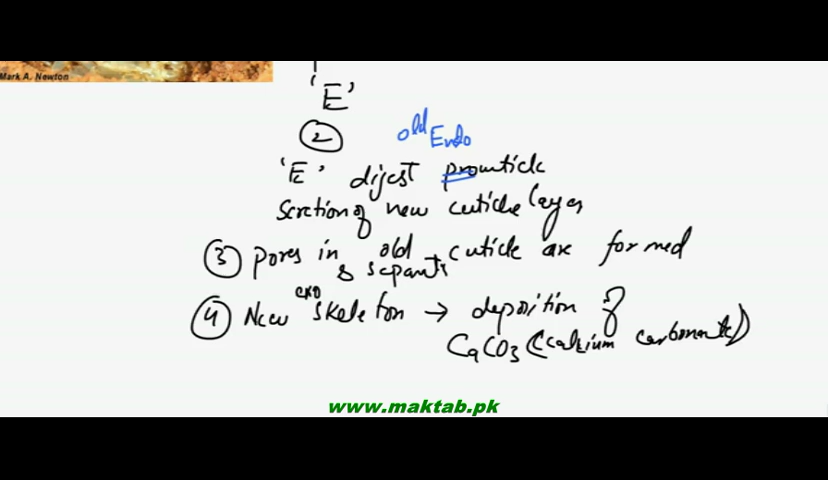 Mark A. Newton
'E'
2
old Endo
'E' digest procuticle
scrtion of new cuticle layer
3 pores in old cuticle are formed
& separate
4 New exo skeleton → deposition of
CaCO3 (calcium carbonate)
www.maktab.pk